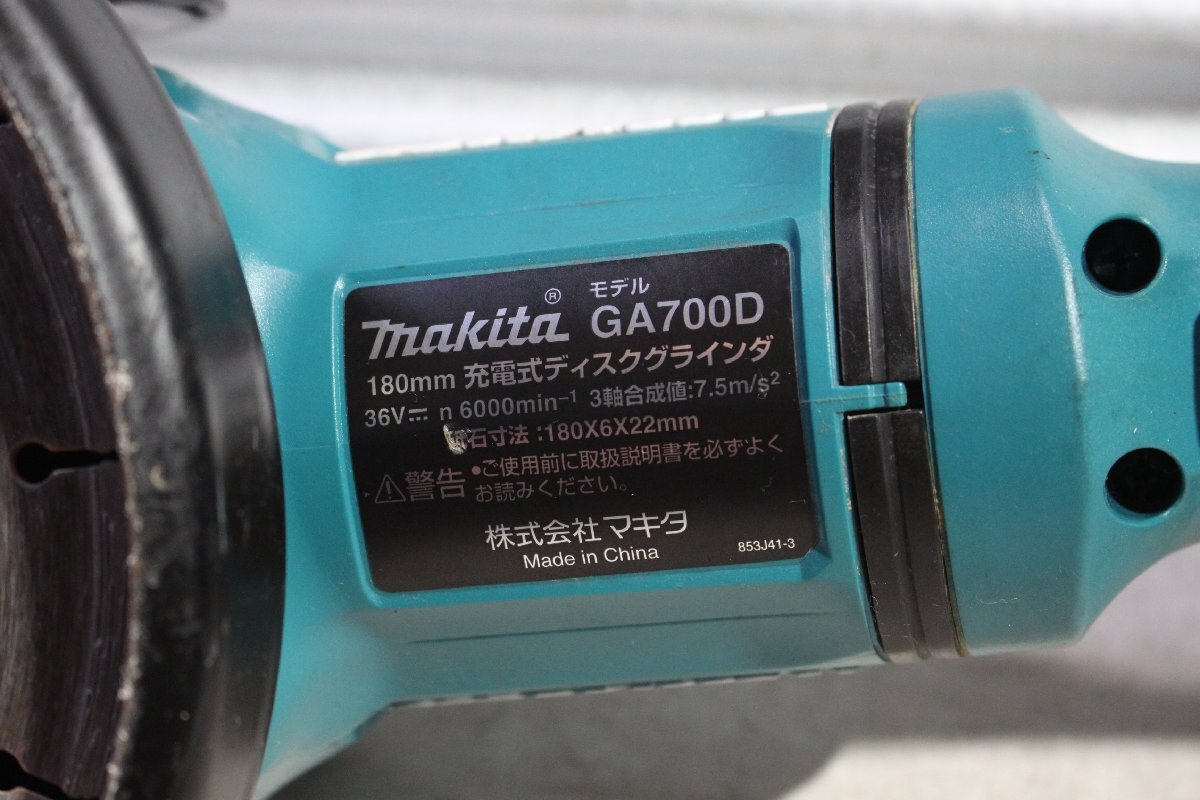 makita® モデル GA700D
180mm 充電式ディスクグラインダ
36V⎓ n 6000min⁻¹ 3軸合成値:7.5m/s²
砥石寸法:180X6X22mm
⚠警告 •ご使用前に取扱説明書を必ずよく
お読みください。
株式会社 マキタ
Made in China 853J41-3